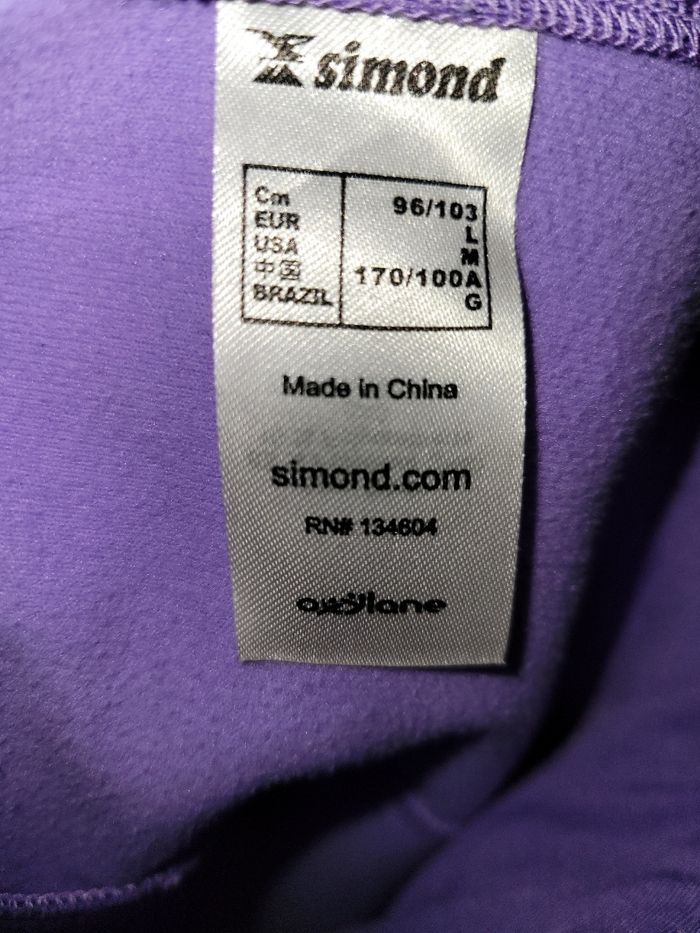 simond
Cm 96/103
EUR L
USA M
中国 170/100A
BRAZIL G
Made in China
simond.com
RN# 134604
oxylane